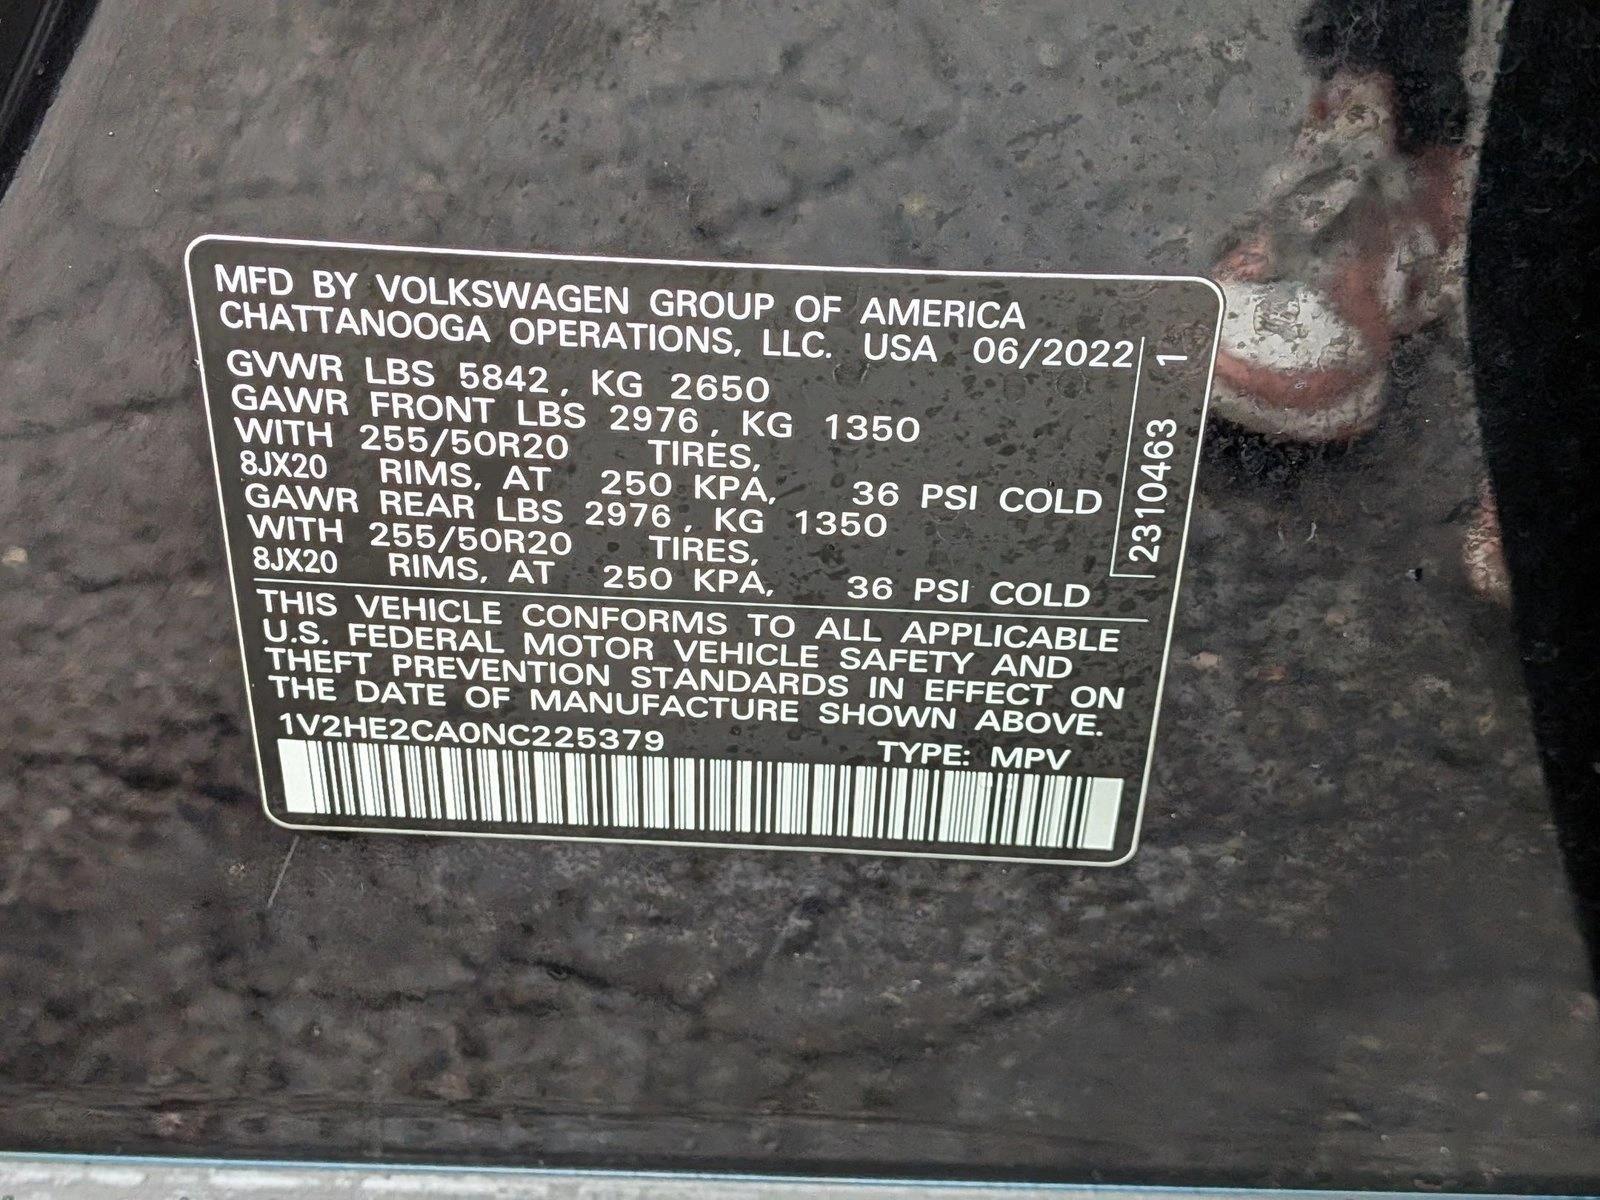 MFD BY VOLKSWAGEN GROUP OF AMERICA
CHATTANOOGA OPERATIONS, LLC. USA 06/2022
GVWR LBS 5842, KG 2650
GAWR FRONT LBS 2976, KG 1350
WITH 255/50R20 TIRES,
8JX20 RIMS, AT 250 KPA, 36 PSI COLD
GAWR REAR LBS 2976, KG 1350
WITH 255/50R20 TIRES,
8JX20 RIMS, AT 250 KPA, 36 PSI COLD
THIS VEHICLE CONFORMS TO ALL APPLICABLE
U.S. FEDERAL MOTOR VEHICLE SAFETY AND
THEFT PREVENTION STANDARDS IN EFFECT ON
THE DATE OF MANUFACTURE SHOWN ABOVE.
1V2HE2CA0NC225379 TYPE: MPV
2310463 1